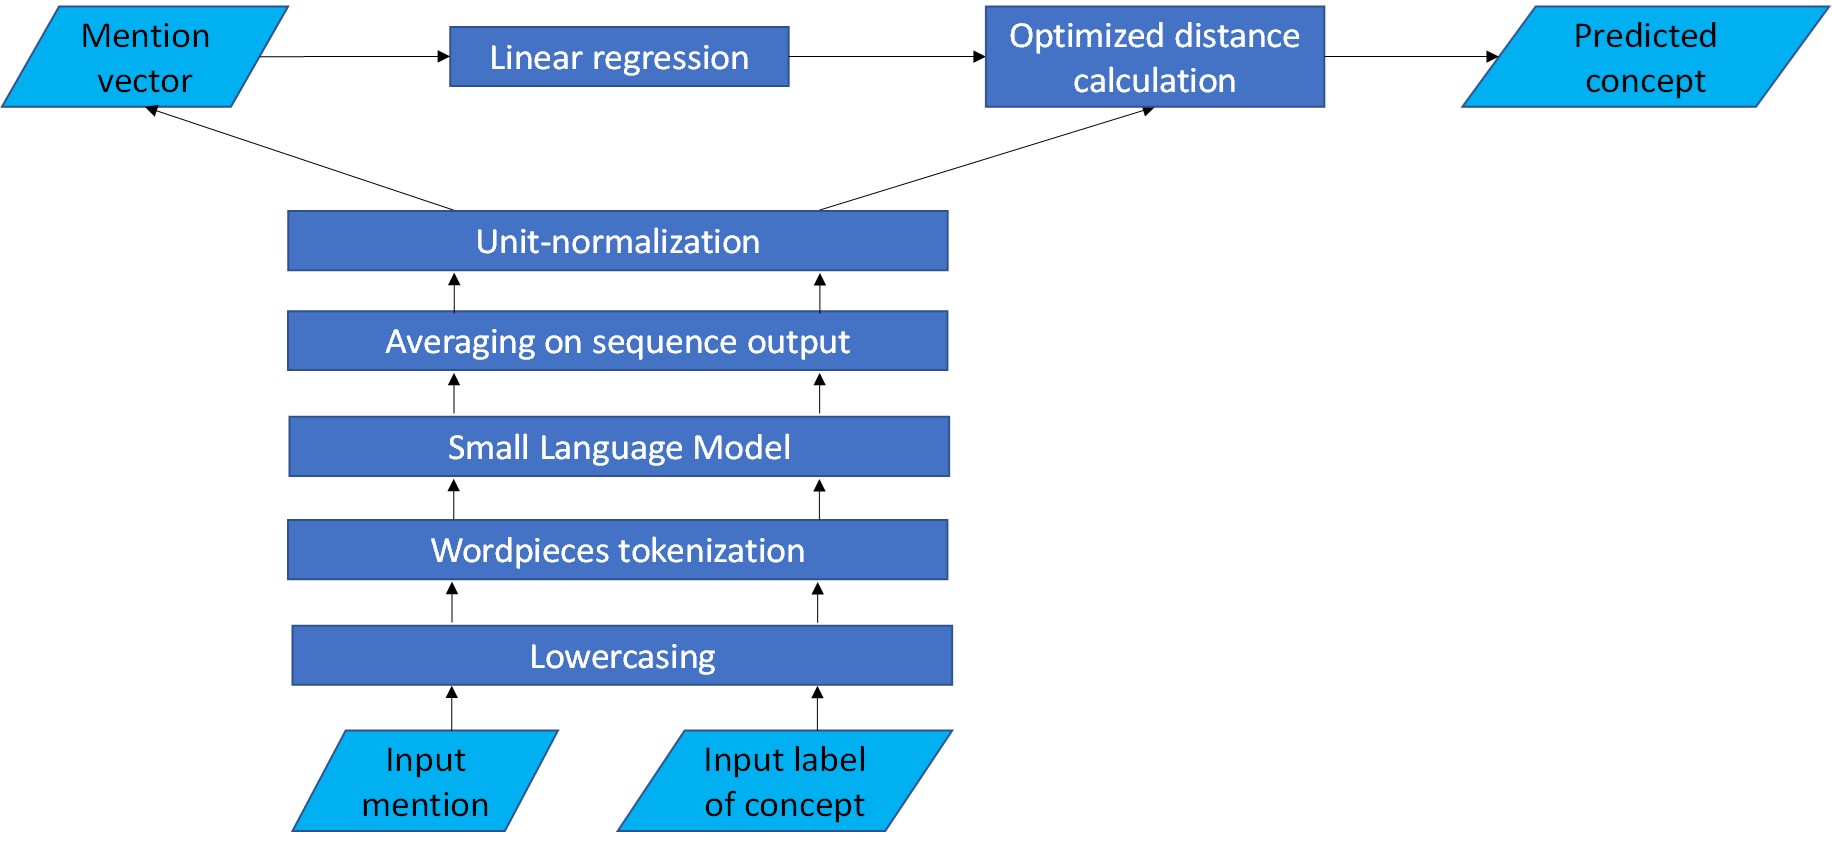 Mention
vector
Linear regression
Optimized distance
calculation
Predicted
concept
Unit-normalization
Averaging on sequence output
Small Language Model
Wordpieces tokenization
Lowercasing
Input
mention
Input label
of concept